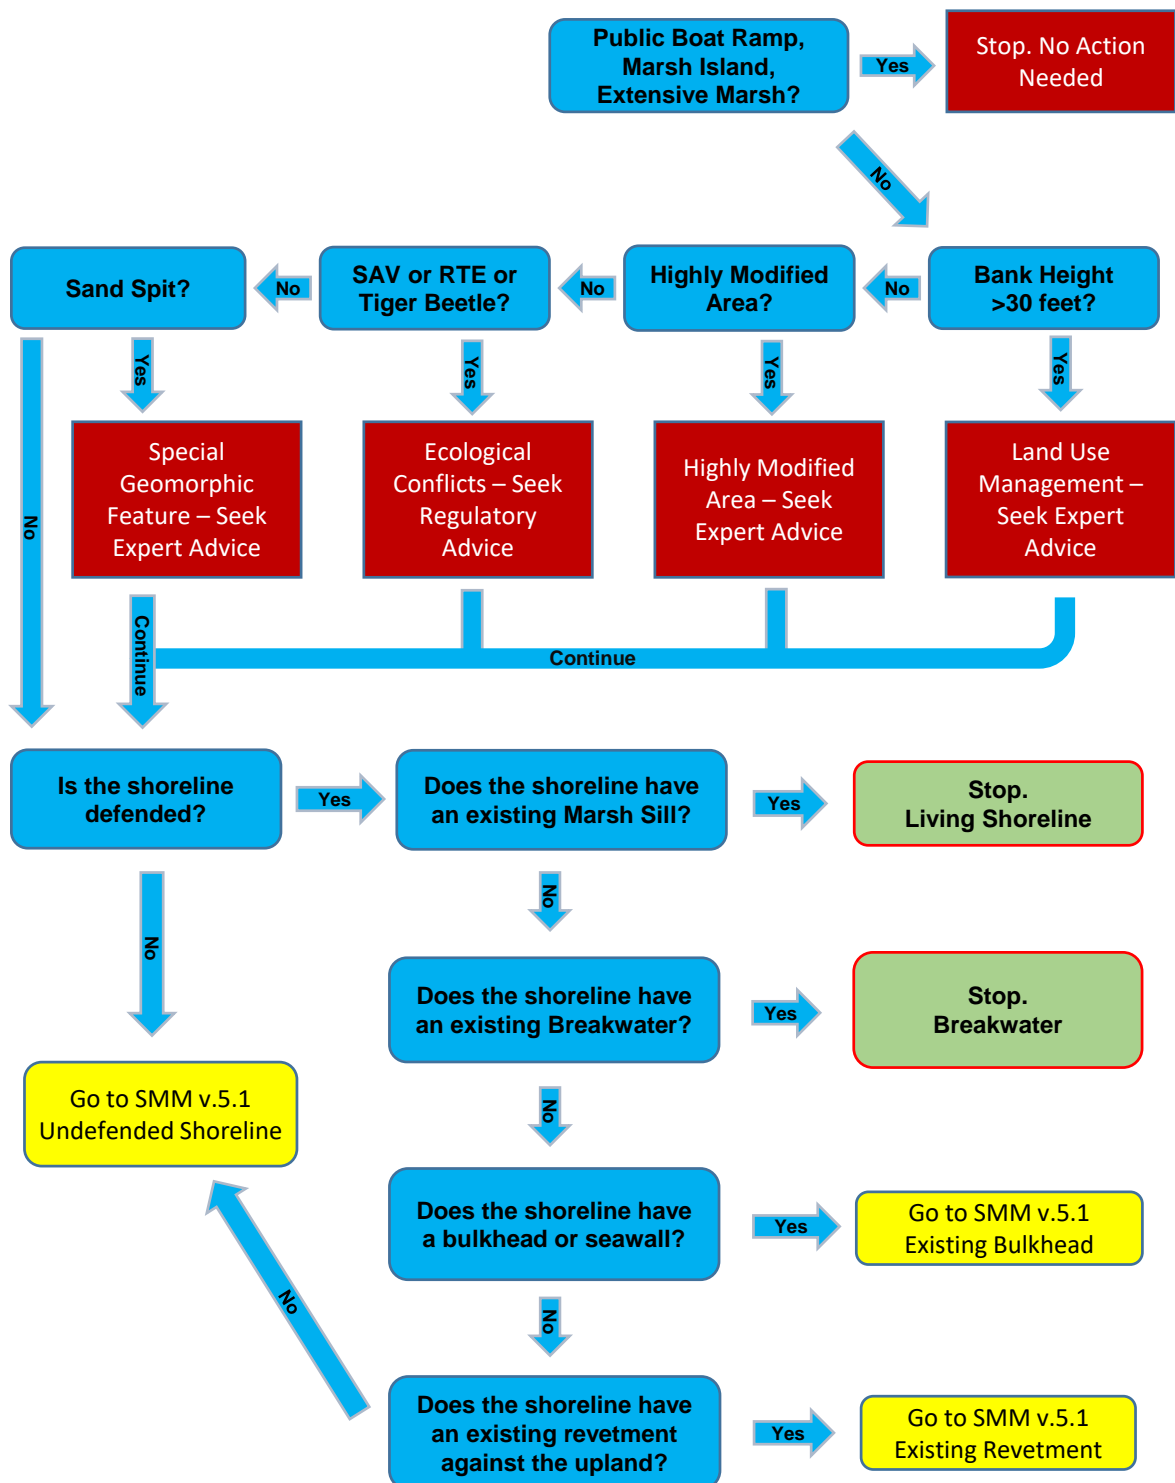 Public Boat Ramp,
Marsh Island,
Extensive Marsh?
Yes
Stop. No Action
Needed
No
Sand Spit?
No
SAV or RTE or
Tiger Beetle?
No
Highly Modified
Area?
No
Bank Height
>30 feet?
Yes
Yes
Yes
Yes
No
Special
Geomorphic
Feature – Seek
Expert Advice
Ecological
Conflicts – Seek
Regulatory
Advice
Highly Modified
Area – Seek
Expert Advice
Land Use
Management –
Seek Expert
Advice
Continue
Continue
Is the shoreline
defended?
Yes
Does the shoreline have
an existing Marsh Sill?
Yes
Stop.
Living Shoreline
No
No
Does the shoreline have
an existing Breakwater?
Yes
Stop.
Breakwater
Go to SMM v.5.1
Undefended Shoreline
No
Does the shoreline have
a bulkhead or seawall?
Yes
Go to SMM v.5.1
Existing Bulkhead
No
No
Does the shoreline have
an existing revetment
against the upland?
Yes
Go to SMM v.5.1
Existing Revetment